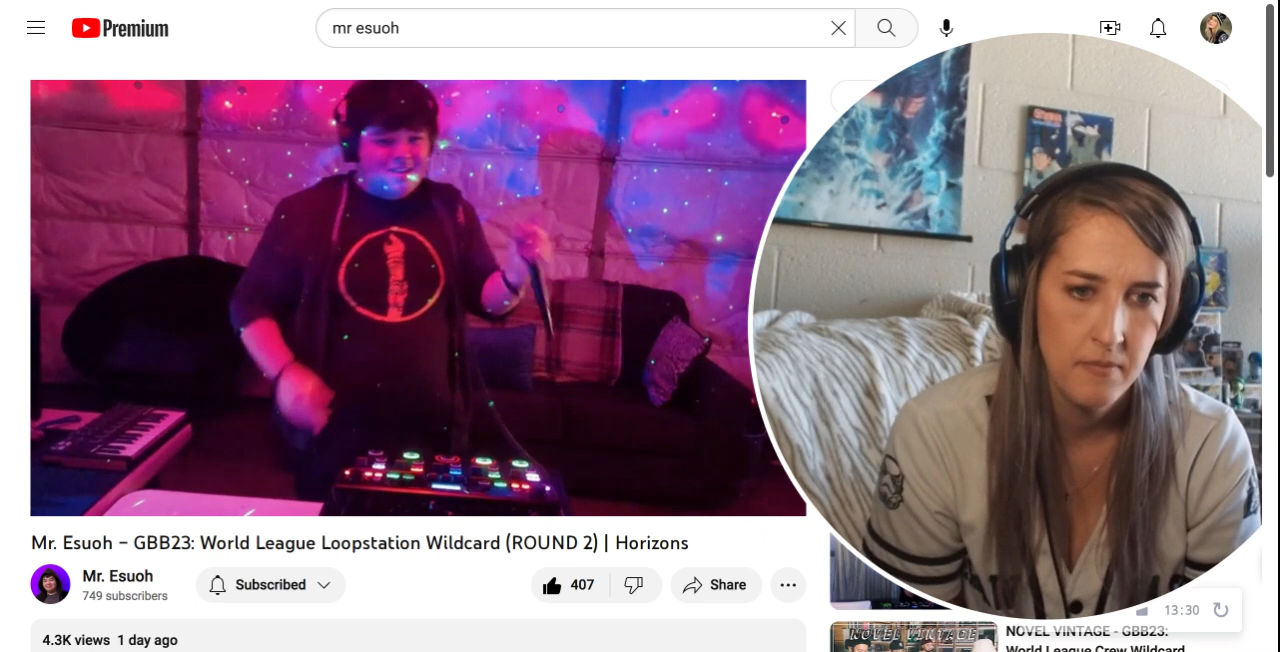 Premium
mr esuoh
Mr. Esuoh – GBB23: World League Loopstation Wildcard (ROUND 2) | Horizons
Mr. Esuoh
749 subscribers
Subscribed
407
Share
4.3K views 1 day ago
13:30
NOVEL VINTAGE
NOVEL VINTAGE - GBB23:
World League Crew Wildcard